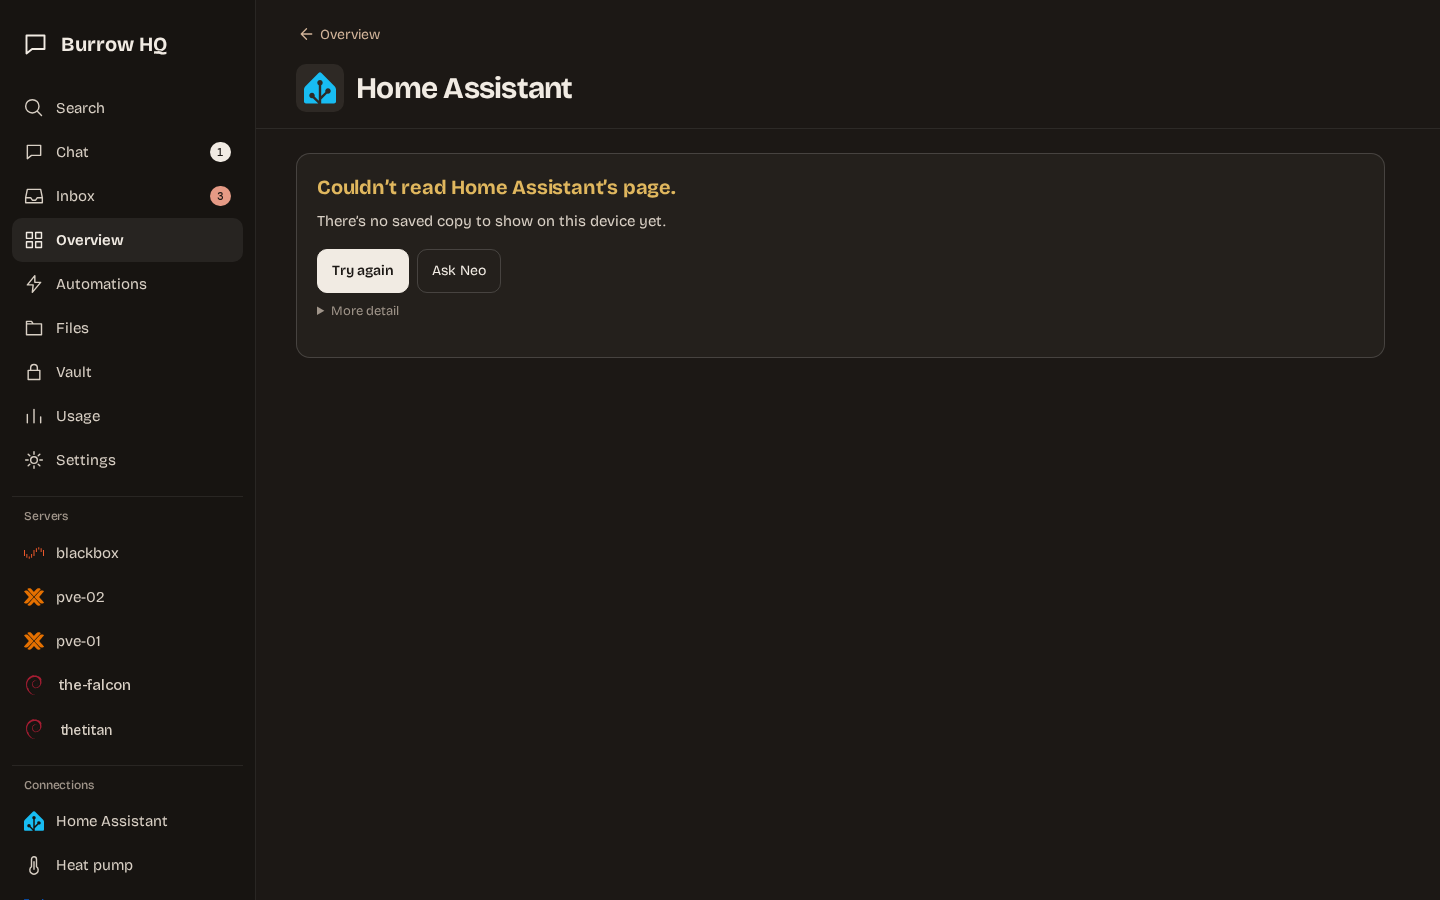 Burrow HQ
Search
Chat 1
Inbox 3
Overview
Automations
Files
Vault
Usage
Settings
Servers
blackbox
pve-02
pve-01
the-falcon
thetitan
Connections
Home Assistant
Heat pump
Overview
Home Assistant
Couldn’t read Home Assistant’s page.
There’s no saved copy to show on this device yet.
Try again Ask Neo
More detail